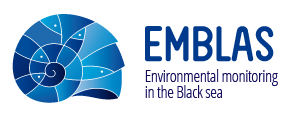 EMBLAS
Environmental monitoring
in the Black sea